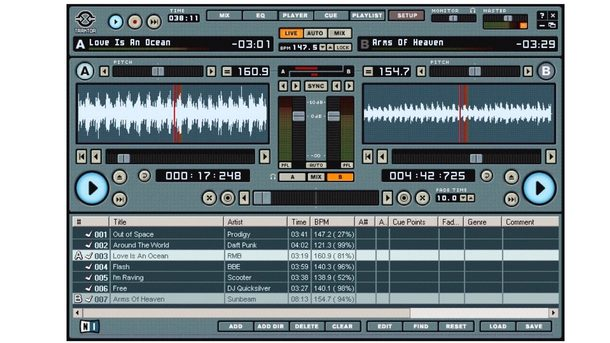 TRAKTOR
TIME
038:11
MIX EQ PLAYER CUE PLAYLIST SETUP
MONITOR MASTER
? ×
LIVE AUTO MIX
A Love Is An Ocean -03:01
BPM 147.5 LOCK
B Arms Of Heaven -03:29
A PITCH = 160.9
A B
= 154.7 PITCH B
SYNC
-10dB-
0dB
-00
PFL AUTO PFL
A MIX B
000:17:248
004:42:725
FADE TIME
10.0
# Title Artist Time BPM A# A. Cue Points Fad... Genre Comment
001 Out of Space Prodigy 03:41 147.2 ( 27%)
002 Around The World Daft Punk 04:02 121.3 ( 99%)
A 003 Love Is An Ocean RMB 03:19 160.9 ( 81%)
004 Flash BBE 03:59 140.3 ( 96%)
005 I'm Raving Scooter 03:38 138.9 ( 52%)
006 Free DJ Quicksilver 03:27 140.1 ( 98%)
B 007 Arms Of Heaven Sunbeam 08:13 154.7 ( 94%)
NI ADD ADD DIR DELETE CLEAR EDIT FIND RESET LOAD SAVE